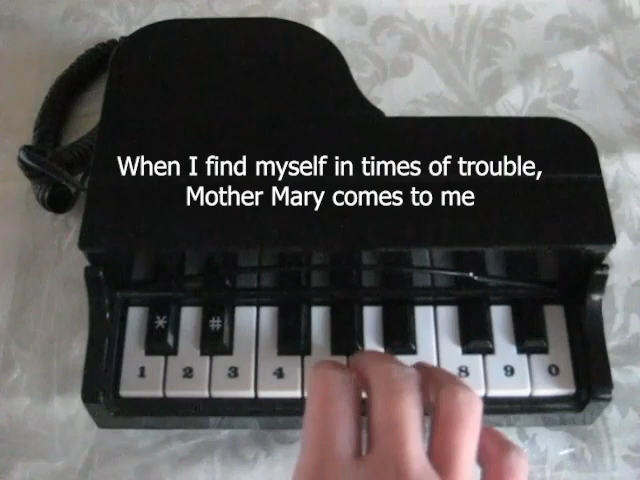 When I find myself in times of trouble,
Mother Mary comes to me
* #
1 2 3 4 8 9 0